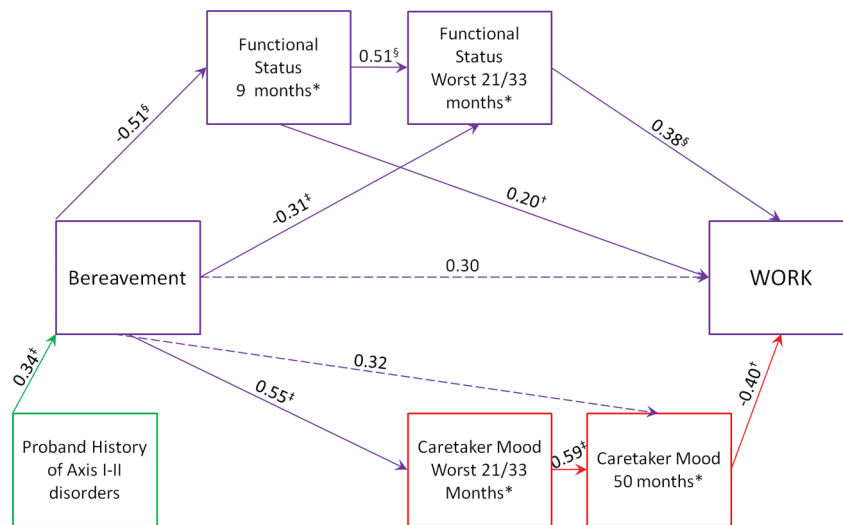 Functional
Status
9 months*
0.51§
Functional
Status
Worst 21/33
months*
-0.51§
-0.31‡
0.20†
0.38§
Bereavement
0.30
WORK
0.34‡
0.55‡
0.32
-0.40†
Proband History
of Axis I-II
disorders
Caretaker Mood
Worst 21/33
Months*
0.59‡
Caretaker Mood
50 months*